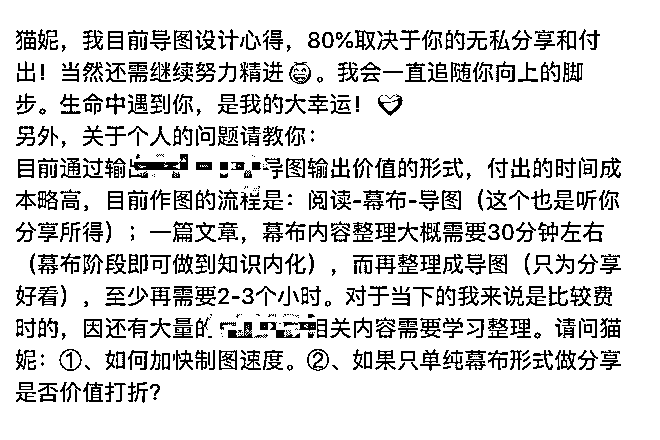 猫妮，我目前导图设计心得，80%取决于你的无私分享和付
出！当然还需继续努力精进😄。我会一直追随你向上的脚
步。生命中遇到你，是我的大幸运！❤
另外，关于个人的问题请教你：
目前通过输出导图输出价值的形式，付出的时间成
本略高，目前作图的流程是：阅读-幕布-导图（这个也是听你
分享所得）；一篇文章，幕布内容整理大概需要30分钟左右
（幕布阶段即可做到知识内化），而再整理成导图（只为分享
好看），至少再需要2-3个小时。对于当下的我来说是比较费
时的，因还有大量的相关内容需要学习整理。请问猫
妮：①、如何加快制图速度。②、如果只单纯幕布形式做分享
是否价值打折？